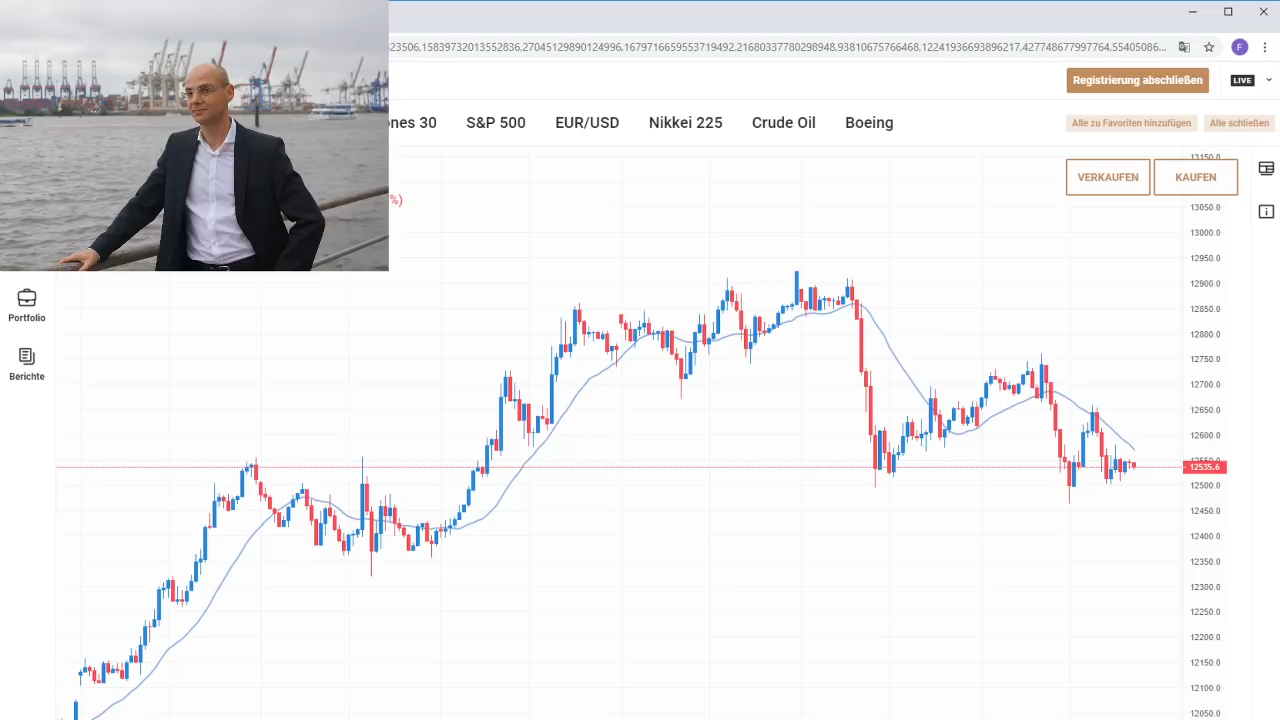 23506,15839732013552836,27045129890124996,16797166595537​19492,21680337780298948,93810675766468,12241936693896217,427748677997764,55405086...
F
Registrierung abschließen
LIVE
nes 30
S&P 500
EUR/USD
Nikkei 225
Crude Oil
Boeing
Alle zu Favoriten hinzufügen
Alle schließen
13150.0
VERKAUFEN
KAUFEN
%)
13050.0
13000.0
12950.0
12900.0
12850.0
12800.0
12750.0
12700.0
12650.0
12600.0
12535.6
12500.0
12450.0
12400.0
12350.0
12300.0
12250.0
12200.0
12150.0
12100.0
12050.0
Portfolio
Berichte